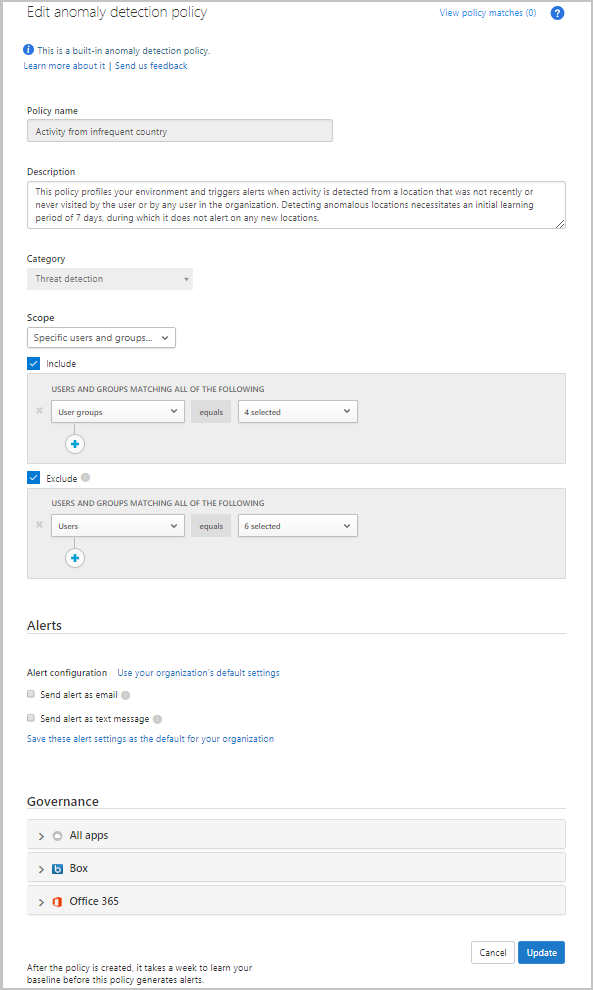 Edit anomaly detection policy
View policy matches (0)
?
This is a built-in anomaly detection policy.
Learn more about it | Send us feedback
Policy name
Activity from infrequent country
Description
This policy profiles your environment and triggers alerts when activity is detected from a location that was not recently or
never visited by the user or by any user in the organization. Detecting anomalous locations necessitates an initial learning
period of 7 days, during which it does not alert on any new locations.
Category
Threat detection
Scope
Specific users and groups...
Include
USERS AND GROUPS MATCHING ALL OF THE FOLLOWING
User groups equals 4 selected
Exclude
USERS AND GROUPS MATCHING ALL OF THE FOLLOWING
Users equals 6 selected
Alerts
Alert configuration Use your organization's default settings
Send alert as email
Send alert as text message
Save these alert settings as the default for your organization
Governance
All apps
Box
Office 365
Cancel Update
After the policy is created, it takes a week to learn your
baseline before this policy generates alerts.